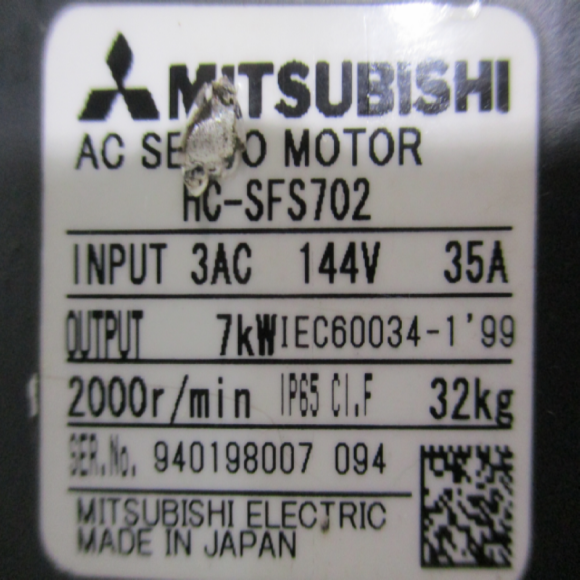 MITSUBISHI
AC SERVO MOTOR
HC-SFS702
INPUT 3AC 144V 35A
OUTPUT 7kW IEC60034-1'99
2000r/min IP65 Cl.F 32kg
SER.No. 940198007 094
MITSUBISHI ELECTRIC
MADE IN JAPAN